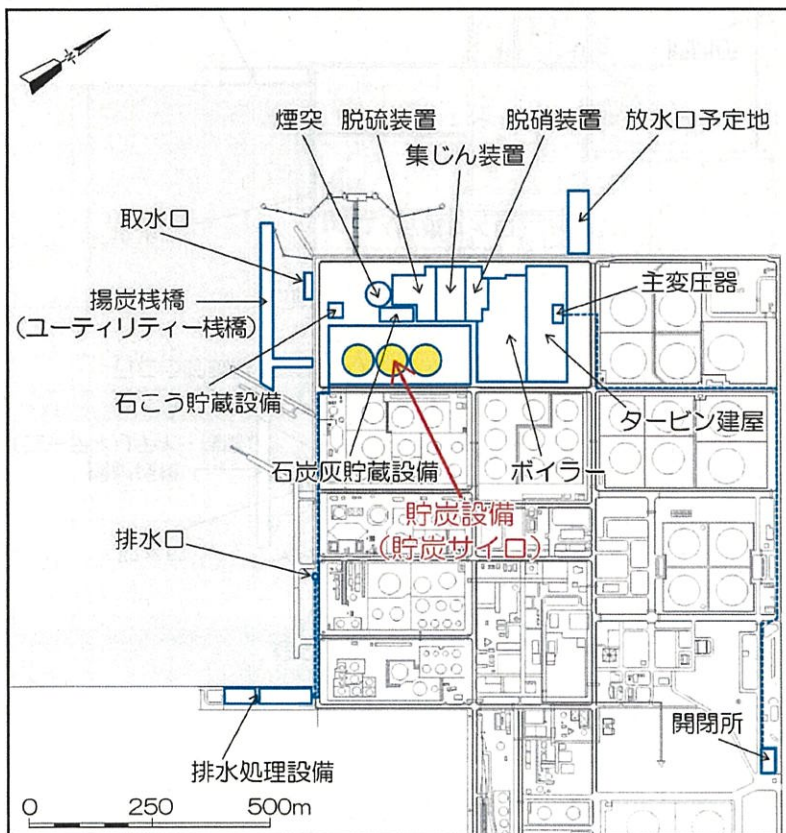 煙突
脱硫装置
脱硝装置
放水口予定地
集じん装置
取水口
主変圧器
揚炭桟橋
(ユーティリティー桟橋)
石こう貯蔵設備
タービン建屋
石炭灰貯蔵設備
ボイラー
貯炭設備
(貯炭サイロ)
排水口
開閉所
排水処理設備
0 250 500m